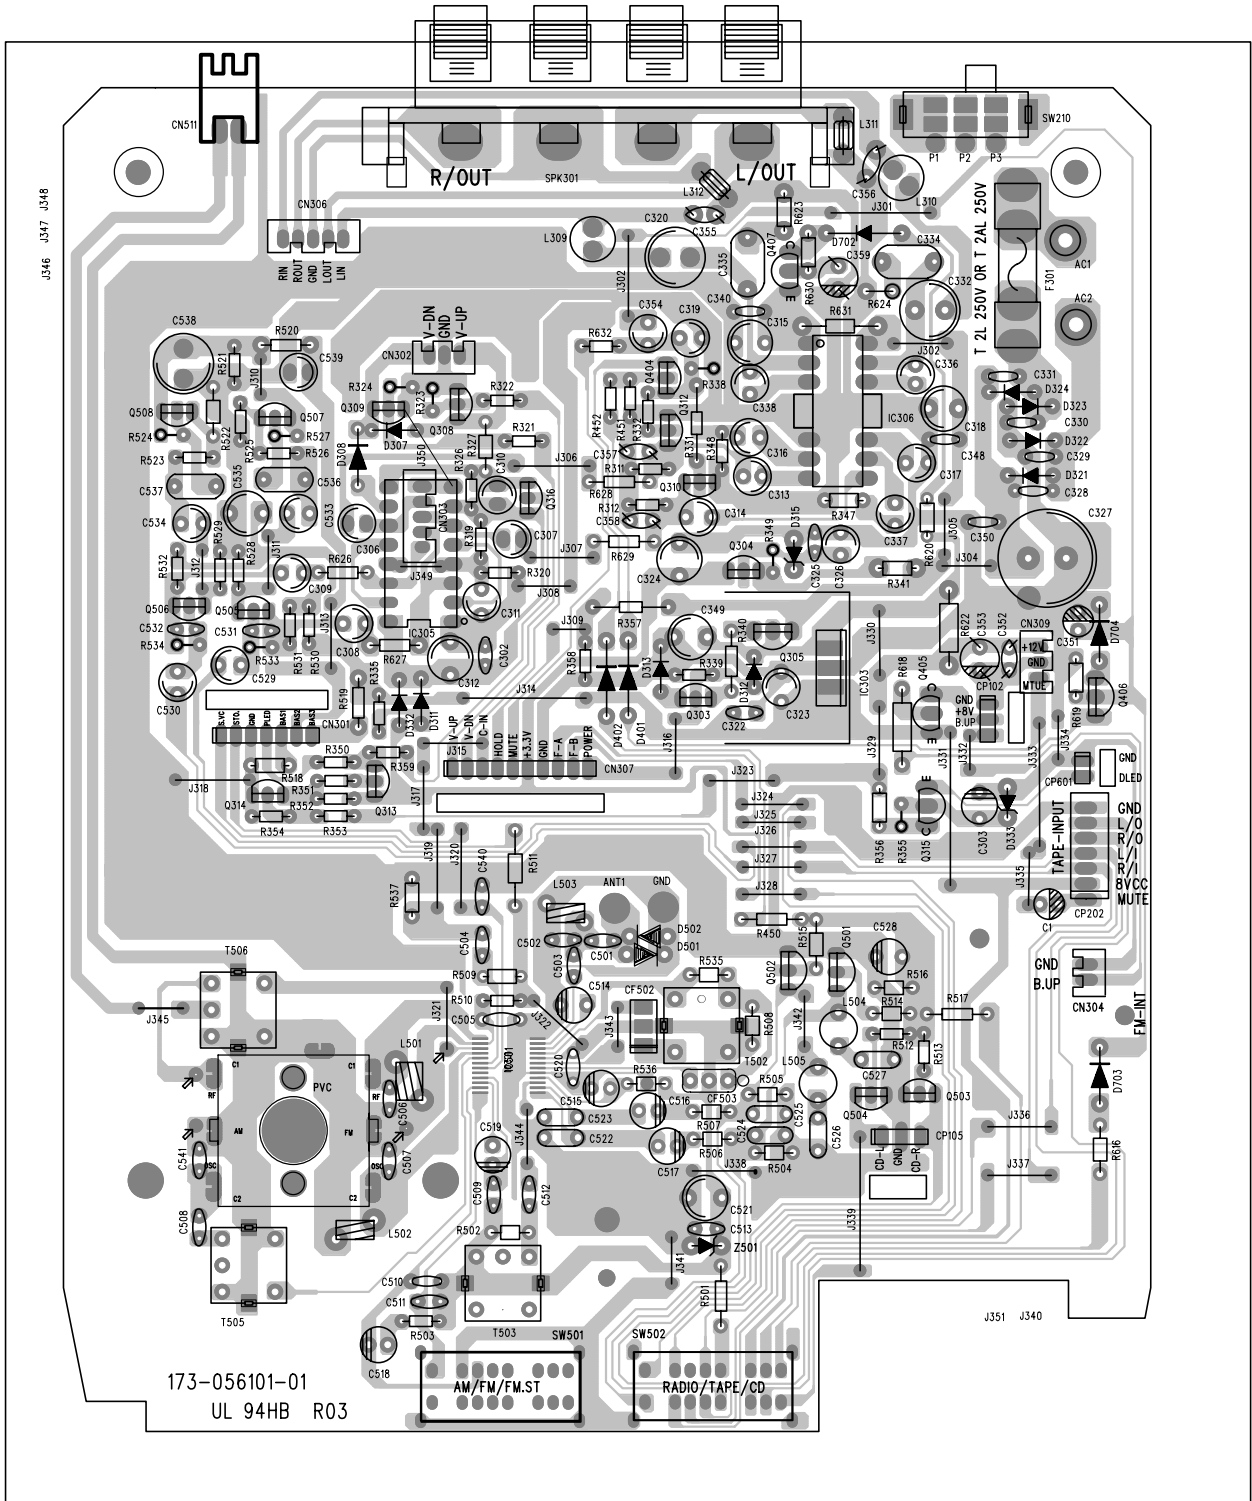 CN511
L311
SW210
P1 P2 P3
R/OUT
SPK301
L/OUT
L312
C356
L310
CN306
RIN
ROUT
GND
LOUT
LIN
J348
J347
J346
L309
C320
C355
R623
J301
D702
C359
Q407
C
E
R630
C335
C334
R624
C332
T 2L 250V OR T 2AL 250V
F301
AC1
AC2
J302
C354
C319
C340
C315
R631
J302
C336
C538
R520
R521
J310
C539
V-DN
GND
V-UP
CN302
R324
R323
R322
R632
Q404
R338
C338
C331
D324
D323
C330
Q508
R522
R525
Q507
R524
R527
R523
R526
Q309
D307
Q308
D308
R327
R321
R452
R451
R332
Q312
R331
R348
C357
C316
IC306
C318
C348
D322
C329
D321
C328
C317
C537
C535
C536
J350
R326
C310
J306
R311
R628
Q310
C313
Q316
CN303
R312
C358
C314
R347
C337
R620
J305
C350
C327
C534
R529
R528
J311
C533
C306
R319
C307
R629
C324
Q304
R349
D315
C325
C326
R341
J304
R532
J312
C309
R626
J349
J307
R320
J308
C311
J309
R357
C349
R340
Q305
Q506
Q505
C532
C531
R534
R533
R531
R530
J313
C308
R627
IC305
C312
C302
R335
R358
D313
R339
D312
C323
IC303
J330
R622
C353
C352
CN309
+12V
GND
MTUE
C351
D704
CP102
C529
C530
R519
CN301
S.VC
STD.
GND
PLED
BAS1
BAS2
BAS3
D332
D311
J314
D402
D401
Q303
C322
J316
R618
Q405
C
E
GND
+8V
B.UP
R619
Q406
J329
J331
J332
J333
J334
R350
R359
V-UP
V-DN
C-IN
HOLD
MUTE
+3.3V
GND
F-A
F-B
POWER
J315
CN307
J318
R518
R351
R352
Q314
R354
R353
Q313
J317
J323
J324
J325
J326
R356
R355
Q315
E
C
C303
D333
CP601
GND
DLED
TAPE-INPUT
GND
L/O
R/O
L/I
R/I
8VCC
MUTE
CP202
J319
J320
C540
R511
J327
J328
J335
C1
R537
L503
ANT1
GND
R450
R515
Q501
C528
C504
C502
C501
D502
D501
T506
R509
C503
R535
Q502
R516
GND
B.UP
CN304
FM-INT
R510
C514
CF502
C505
J322
J321
J343
J345
R508
J342
L504
R514
R517
R512
R513
C1
C1
PVC
RF
RF
AM
FM
OSC
OSC
C2
C2
L501
IC501
C520
T502
L505
C527
D703
C506
C515
R536
C516
CF503
R505
Q504
Q503
C523
R507
C524
C525
C526
CP105
J336
C541
C507
C519
J344
C522
R506
C517
R504
CD-L
GND
CD-R
R616
J337
J338
C509
C512
C521
C508
L502
R502
C513
J339
Z501
J341
T505
C510
C511
R503
T503
R501
C518
SW501
SW502
J351 J340
AM/FM/FM.ST
RADIO/TAPE/CD
173-056101-01
UL 94HB R03